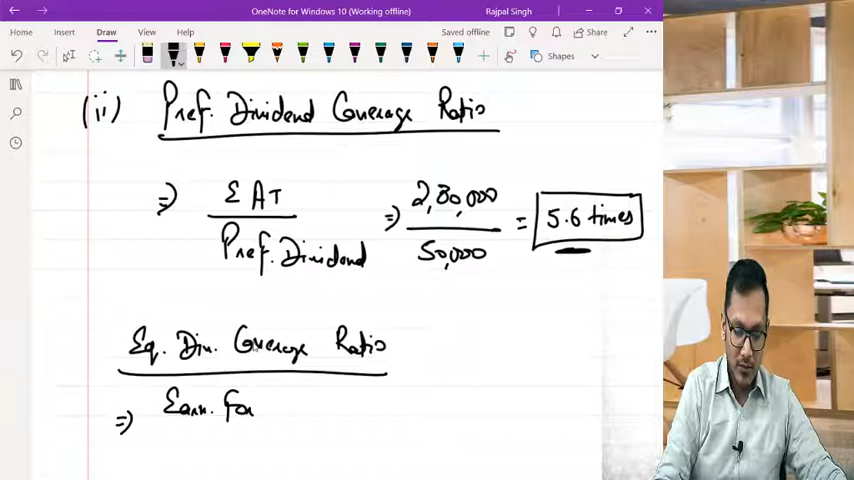 OneNote for Windows 10 (Working offline)
Rajpal Singh
Home Insert Draw View Help
Saved offline
Share
Shapes
(ii) Pref. Dividend Coverage Ratio
⇒ EAT / Pref. Dividend ⇒ 2,80,000 / 50,000 = 5.6 times
Eq. Div. Coverage Ratio
⇒ Earn. For